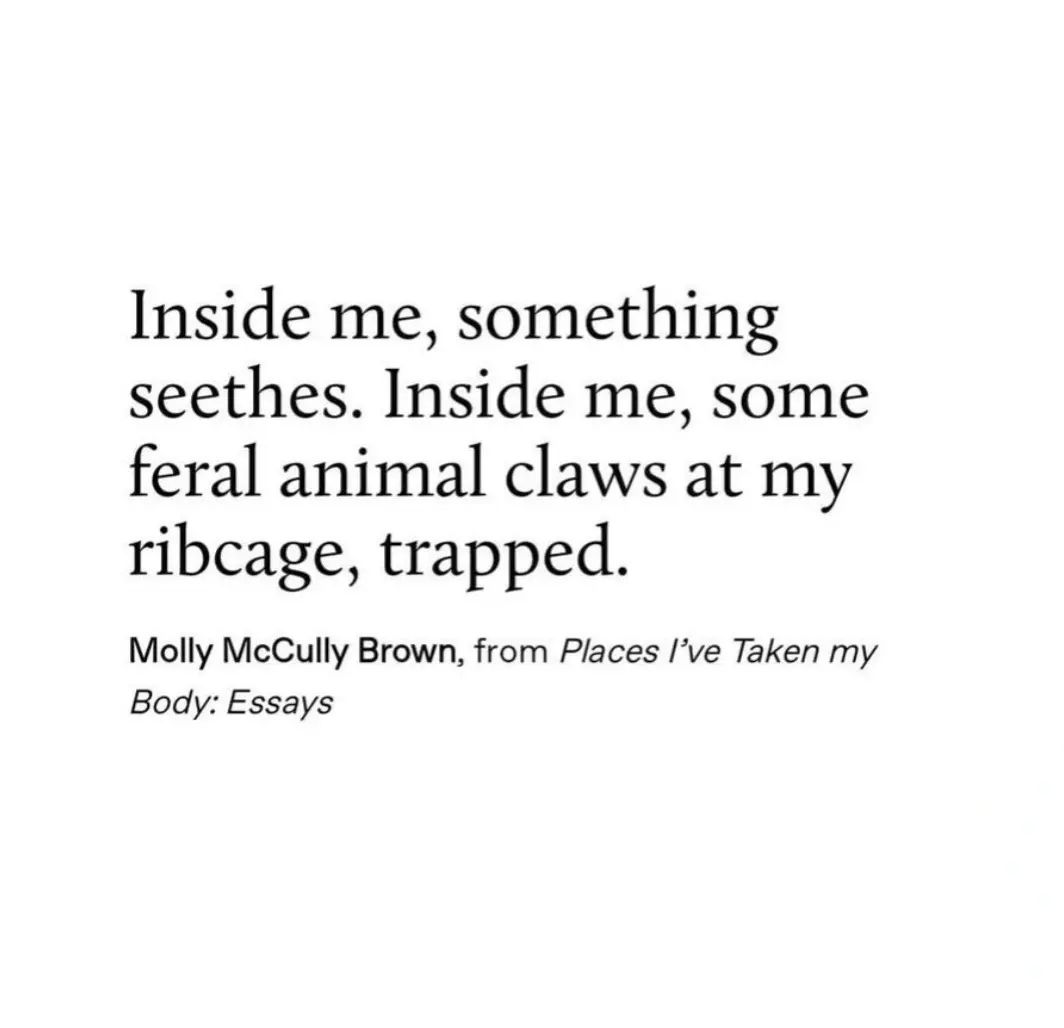 Inside me, something
seethes. Inside me, some
feral animal claws at my
ribcage, trapped.
Molly McCully Brown, from Places I’ve Taken my
Body: Essays